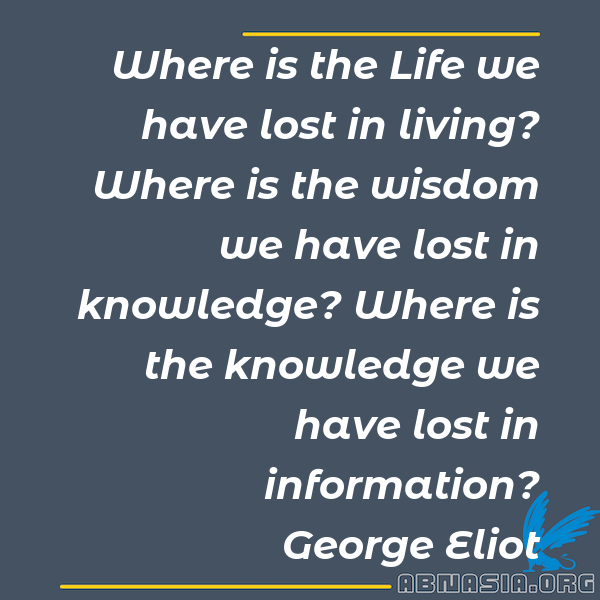 Where is the Life we
have lost in living?
Where is the wisdom
we have lost in
knowledge? Where is
the knowledge we
have lost in
information?
George Eliot
ABNASIA.ORG